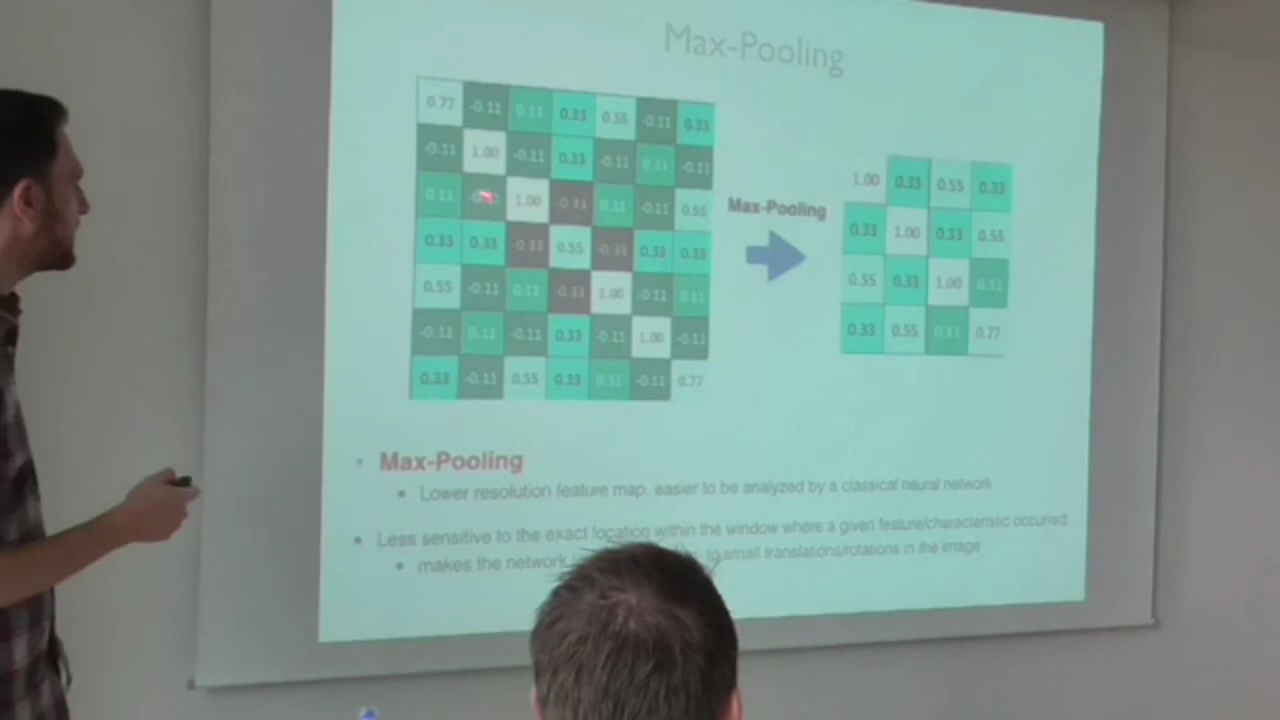 Max-Pooling
0.77 -0.11 0.11 0.33 0.55 -0.11 0.33
-0.11 1.00 -0.11 0.33 -0.11 0.11 -0.11
0.11 1.00 -0.33 0.11 -0.11 0.55
0.33 0.33 -0.33 0.55 -0.33 0.33 0.33
0.55 -0.11 0.11 -0.33 1.00 -0.11 0.11
-0.11 0.11 -0.11 0.33 -0.11 1.00 -0.11
0.33 -0.11 0.55 0.33 0.11 -0.11 0.77
Max-Pooling
1.00 0.33 0.55 0.33
0.33 1.00 0.33 0.55
0.55 0.33 1.00 0.11
0.33 0.55 0.11 0.77
• Max-Pooling
• Lower resolution feature map, easier to be analyzed by a classical neural network
• Less sensitive to the exact location within the window where a given feature/characteristic occurred
• makes the network to small translations/rotations in the image